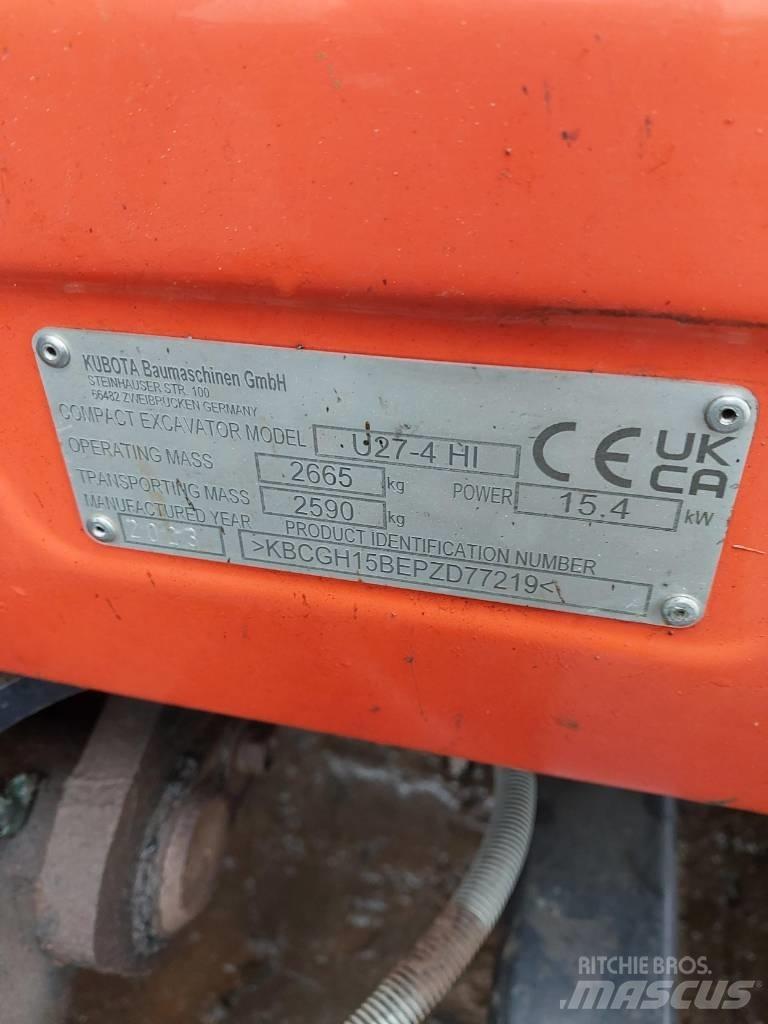 KUBOTA Baumaschinen GmbH
STEINHAUSER STR. 100
66482 ZWEIBRÜCKEN GERMANY
COMPACT EXCAVATOR MODEL U27-4 HI
OPERATING MASS 2665 kg
TRANSPORTING MASS 2590 kg POWER 15.4 kW
MANUFACTURED YEAR PRODUCT IDENTIFICATION NUMBER
2023 >KBCGH15BEPZD77219<
CE UK
CA
RITCHIE BROS.
MASCUS